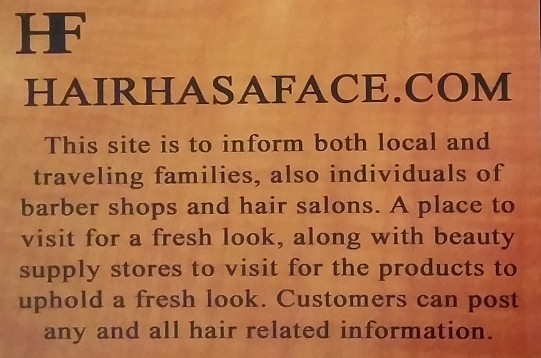 HF
HAIRHASAFACE.COM
This site is to inform both local and
traveling families, also individuals of
barber shops and hair salons. A place to
visit for a fresh look, along with beauty
supply stores to visit for the products to
uphold a fresh look. Customers can post
any and all hair related information.